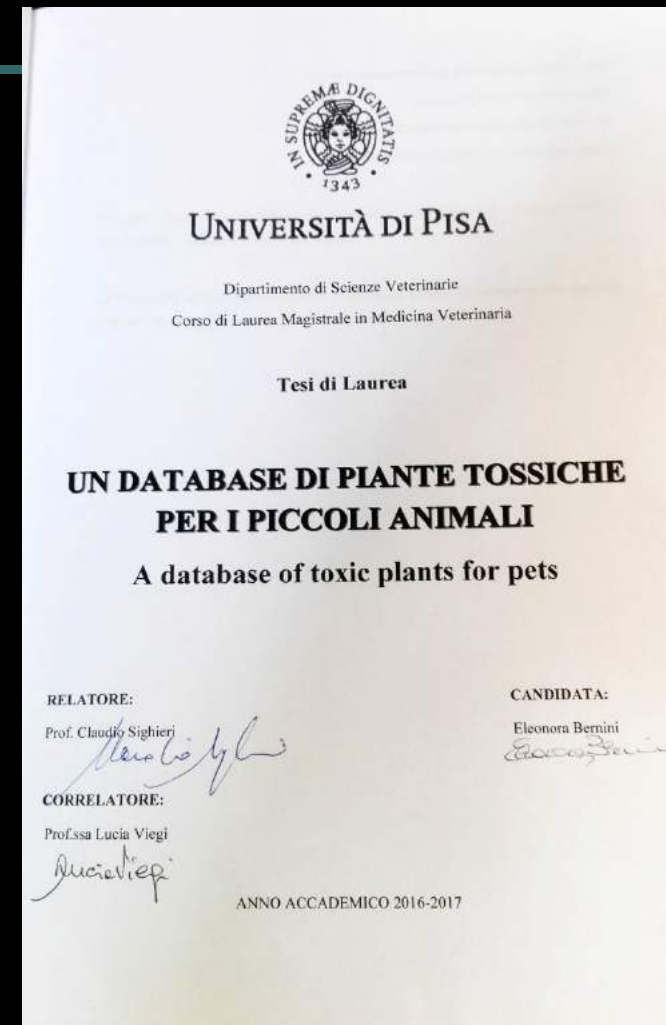 IN SUPREMÆ DIGNITATIS
1343
UNIVERSITÀ DI PISA
Dipartimento di Scienze Veterinarie
Corso di Laurea Magistrale in Medicina Veterinaria
Tesi di Laurea
UN DATABASE DI PIANTE TOSSICHE
PER I PICCOLI ANIMALI
A database of toxic plants for pets
RELATORE:
Prof. Claudio Sighieri
CANDIDATA:
Eleonora Bernini
CORRELATORE:
Prof.ssa Lucia Viegi
Lucia Viegi
ANNO ACCADEMICO 2016-2017